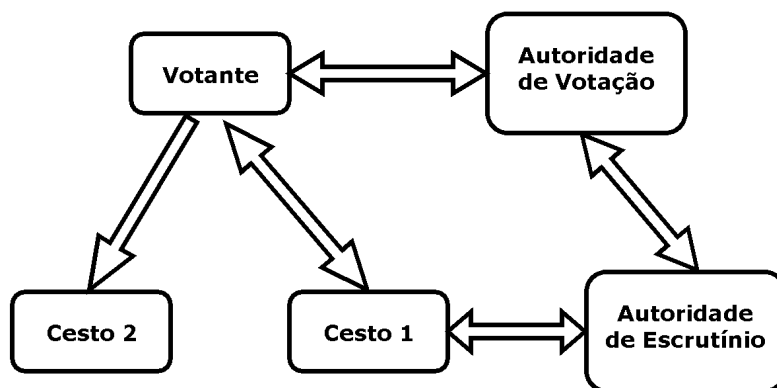 Votante
Autoridade
de Votação
Cesto 2
Cesto 1
Autoridade
de Escrutínio